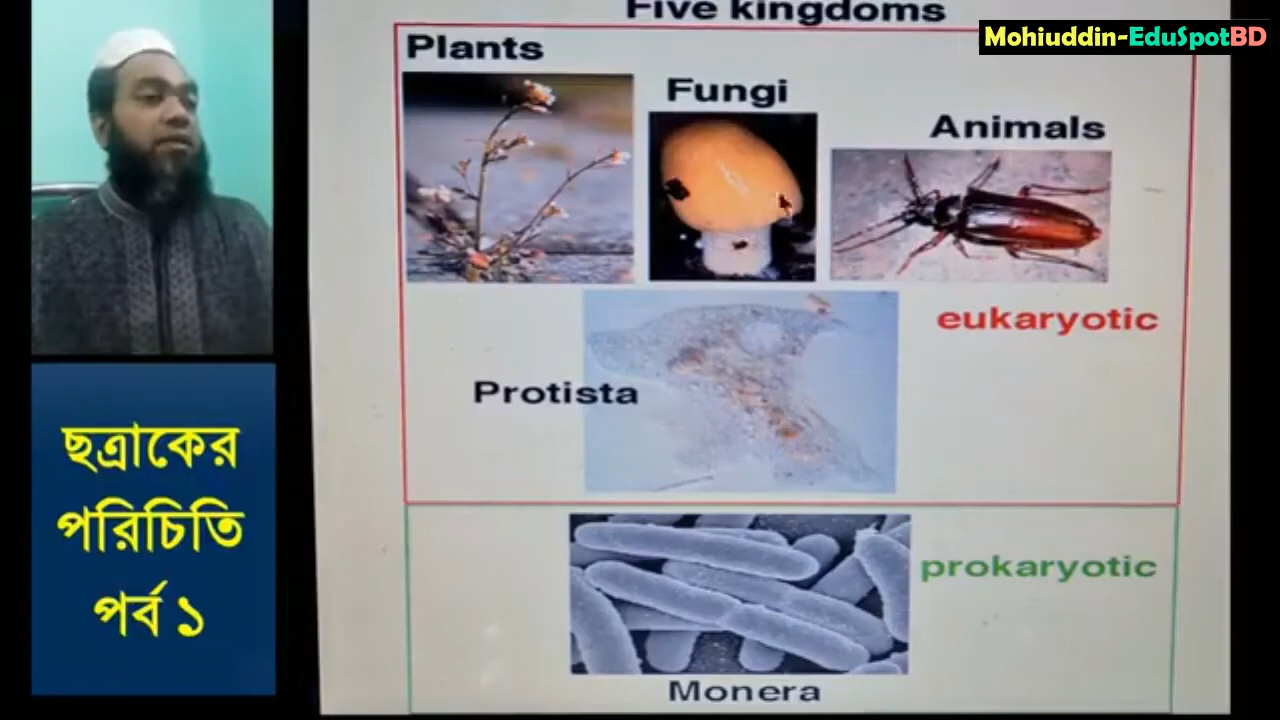 Five kingdoms
Mohiuddin-EduSpotBD
Plants
Fungi
Animals
eukaryotic
Protista
prokaryotic
Monera
ছত্রাকের
পরিচিতি
পর্ব ১